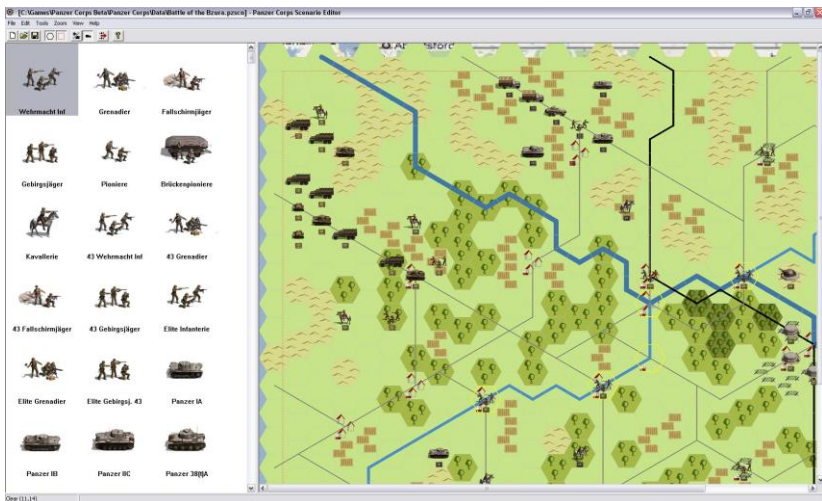 [C:\Games\Panzer Corps Beta\Panzer Corps\Data\Battle of the Bzura.pzscn] - Panzer Corps Scenario Editor
File Edit Tools Zoom View Help
Wehrmacht Inf Grenadier Fallschirmjäger
Gebirgsjäger Pioniere Brückenpioniere
Kavallerie 43 Wehrmacht Inf 43 Grenadier
43 Fallschirmjäger 43 Gebirgsjäger Elite Infanterie
Elite Grenadier Elite Gebirgsj. 43 Panzer IA
Panzer IB Panzer IIC Panzer 38(t)A
Clear (11,14)